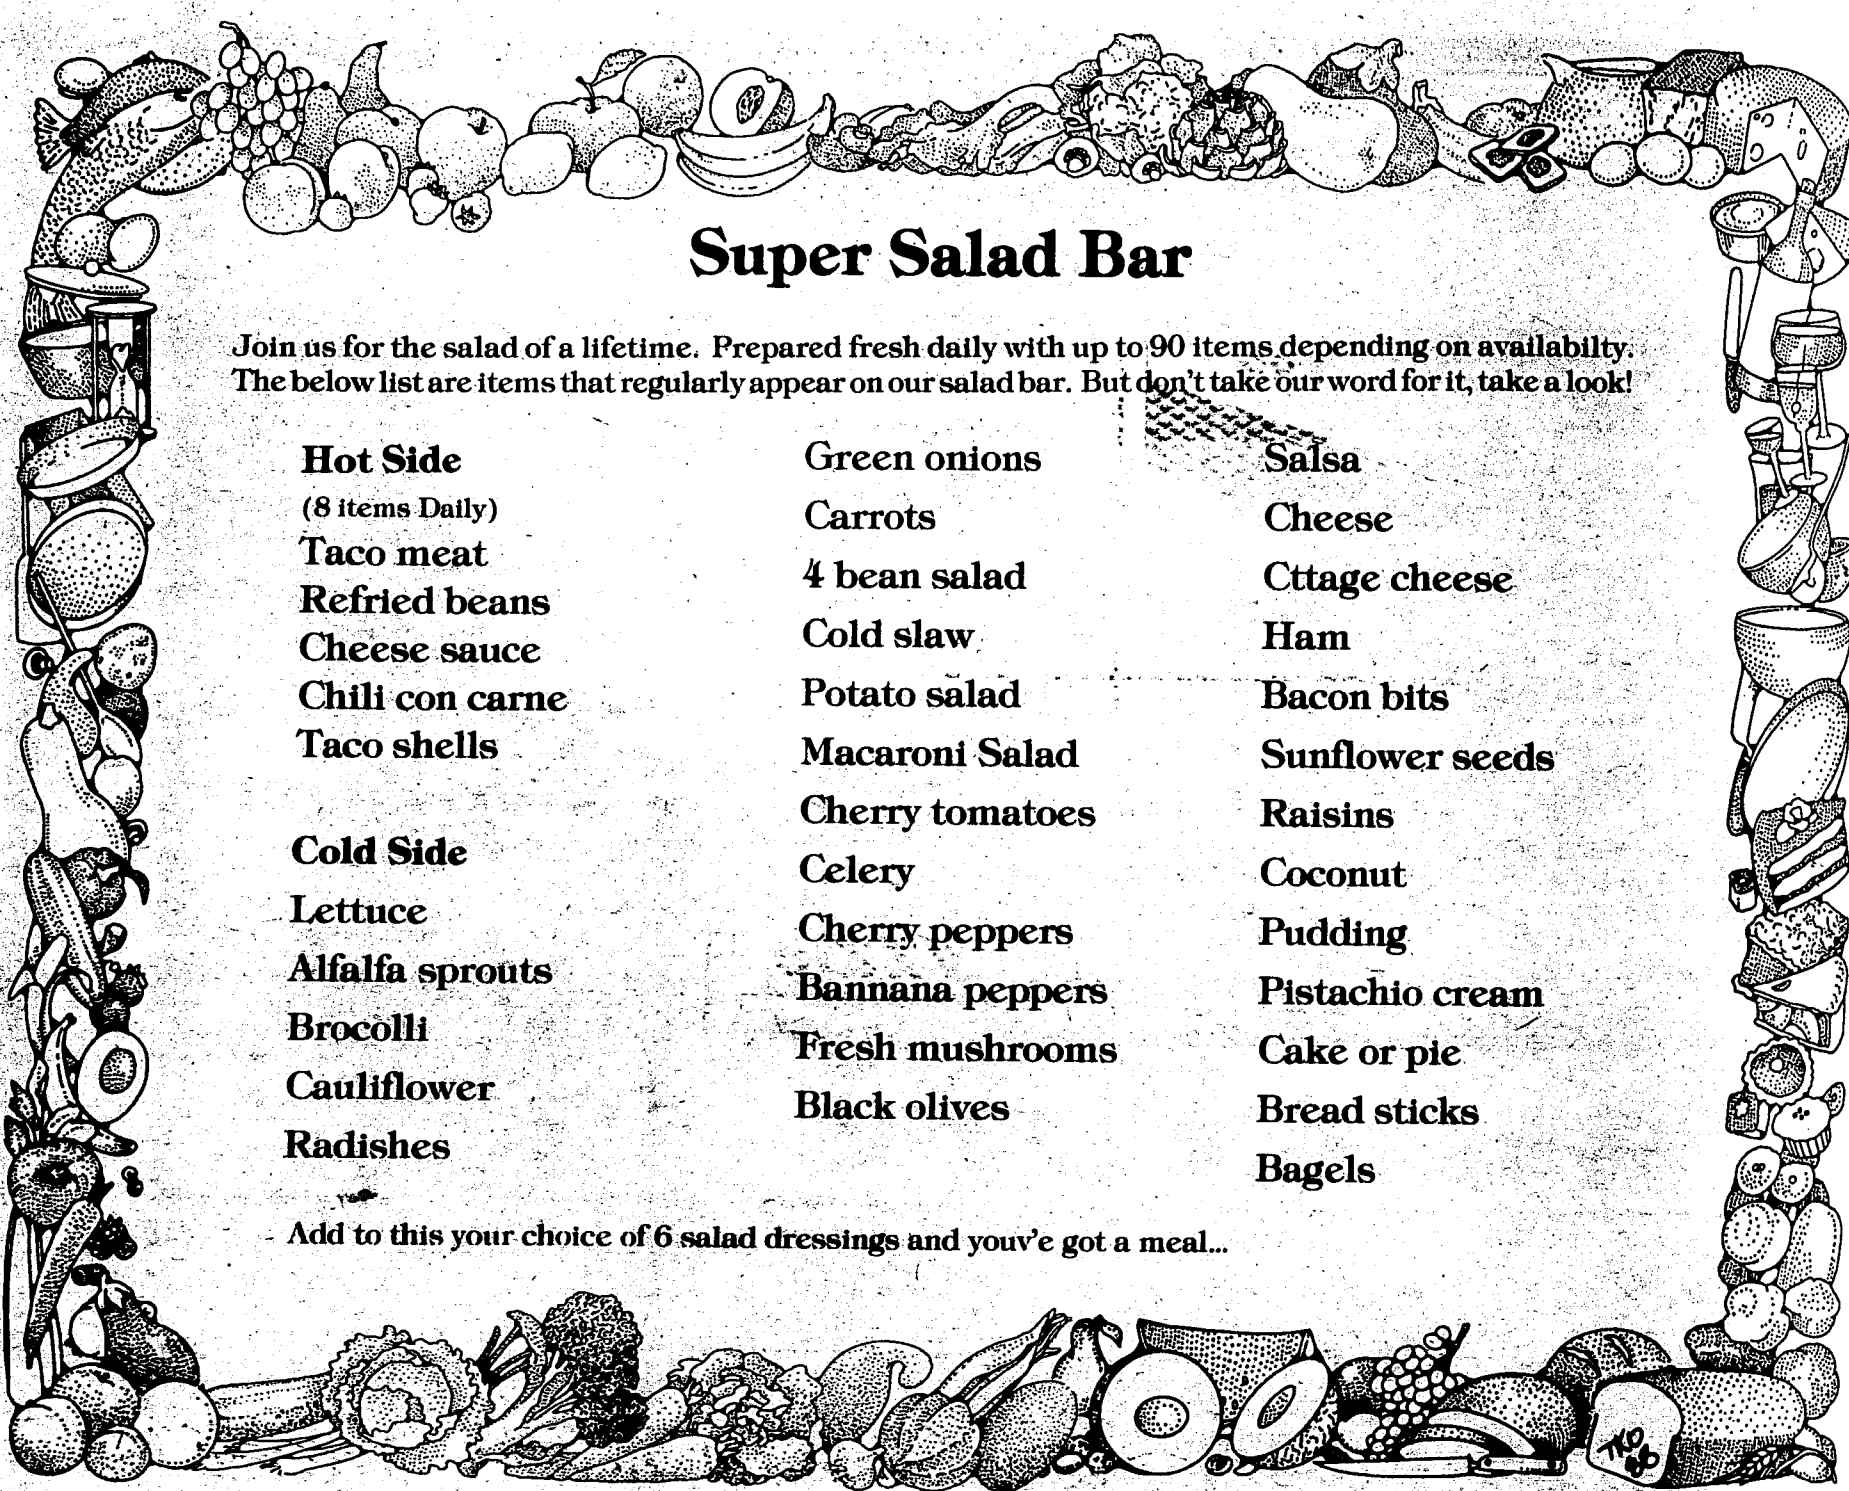 Super Salad Bar
Join us for the salad of a lifetime. Prepared fresh daily with up to 90 items depending on availabilty.
The below list are items that regularly appear on our salad bar. But don't take our word for it, take a look!
Hot Side
(8 items Daily)
Taco meat
Refried beans
Cheese sauce
Chili con carne
Taco shells
Cold Side
Lettuce
Alfalfa sprouts
Brocolli
Cauliflower
Radishes
Green onions
Carrots
4 bean salad
Cold slaw
Potato salad
Macaroni Salad
Cherry tomatoes
Celery
Cherry peppers
Bannana peppers
Fresh mushrooms
Black olives
Salsa
Cheese
Cttage cheese
Ham
Bacon bits
Sunflower seeds
Raisins
Coconut
Pudding
Pistachio cream
Cake or pie
Bread sticks
Bagels
Add to this your choice of 6 salad dressings and youv'e got a meal...
TKO